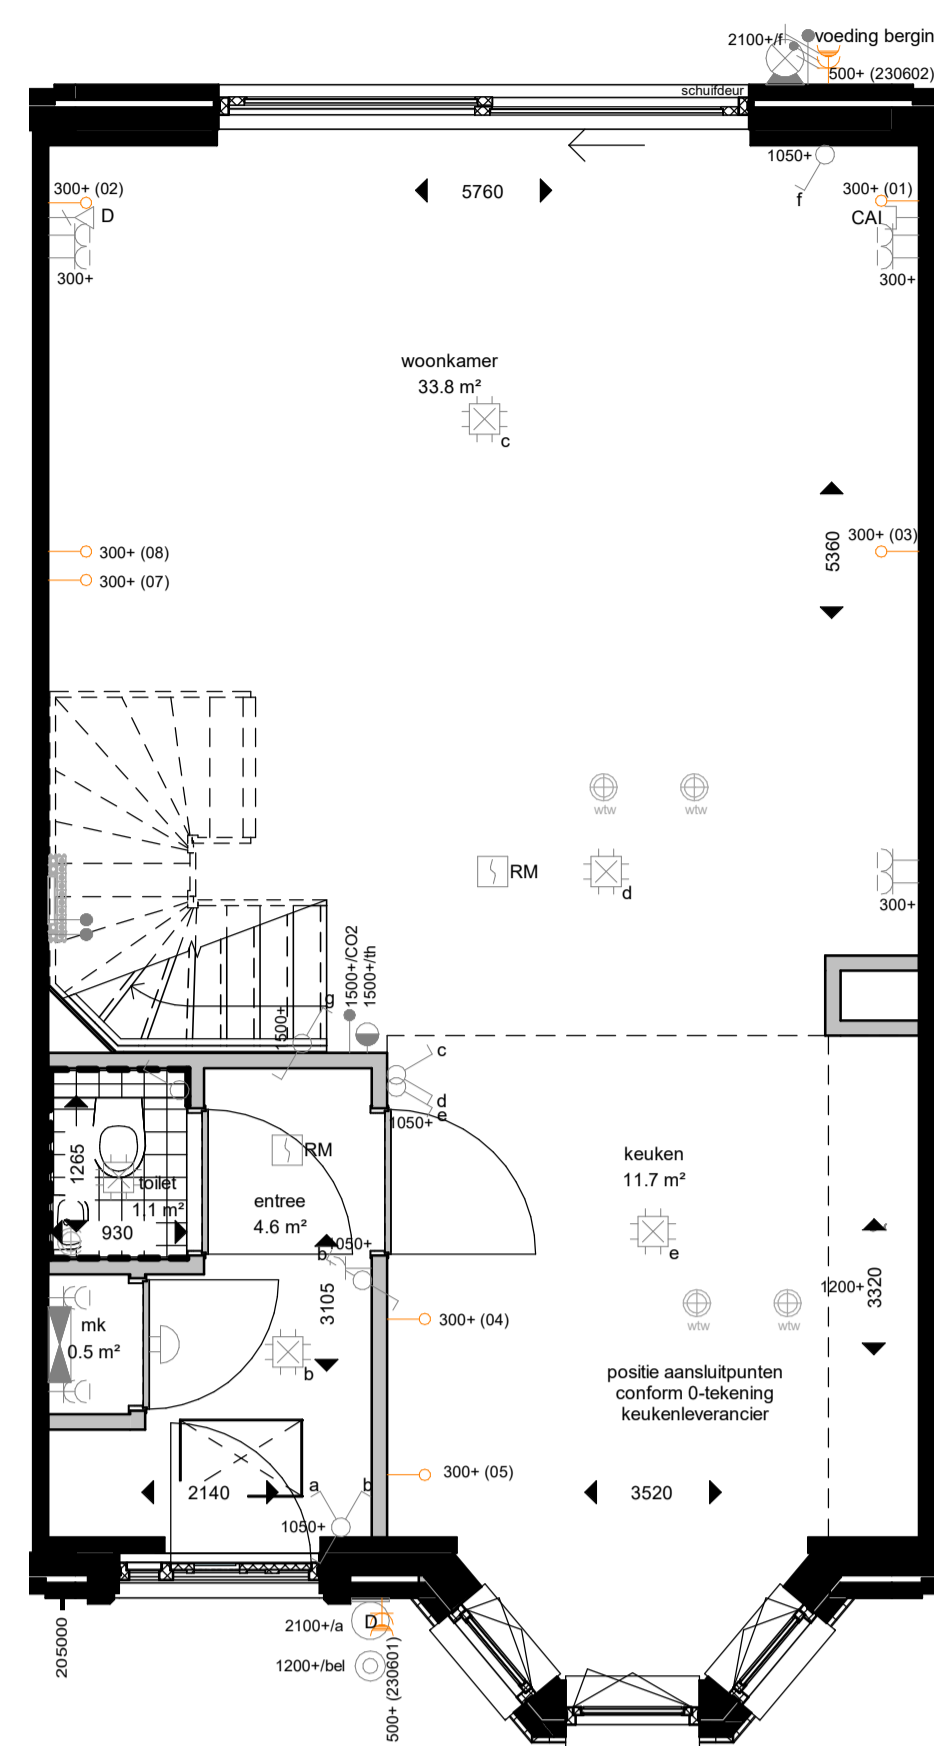 2100+/f
voeding bergin
500+ (230602)
schuifdeur
1050+
f
300+ (02)
D
300+
5760
300+ (01)
CAI
300+
woonkamer
33.8 m²
c
5360
300+ (03)
300+ (08)
300+ (07)
wtw
wtw
RM
d
300+
1500+/CO2
1500+/th
g
1500+
c
d
e
1050+
1265
toilet
1.1 m²
930
RM
entree
4.6 m²
1050+
b
3105
keuken
11.7 m²
e
1200+
3320
300+ (04)
wtw
wtw
mk
0.5 m²
b
positie aansluitpunten
conform 0-tekening
keukenleverancier
300+ (05)
2140
a
b
1050+
3520
205000
2100+/a
D
1200+/bel
500+ (230601)